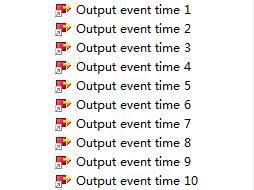 Output event time 1
Output event time 2
Output event time 3
Output event time 4
Output event time 5
Output event time 6
Output event time 7
Output event time 8
Output event time 9
Output event time 10